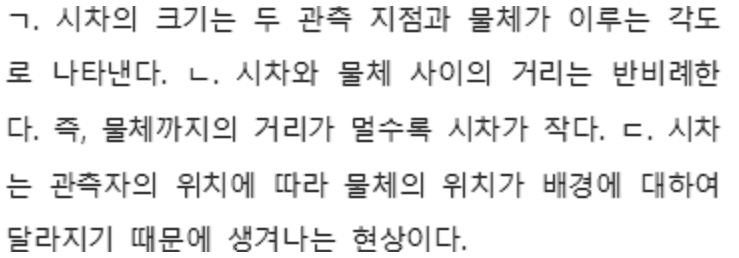 ㄱ. 시차의 크기는 두 관측 지점과 물체가 이루는 각도
로 나타낸다. ㄴ. 시차와 물체 사이의 거리는 반비례한
다. 즉, 물체까지의 거리가 멀수록 시차가 작다. ㄷ. 시차
는 관측자의 위치에 따라 물체의 위치가 배경에 대하여
달라지기 때문에 생겨나는 현상이다.